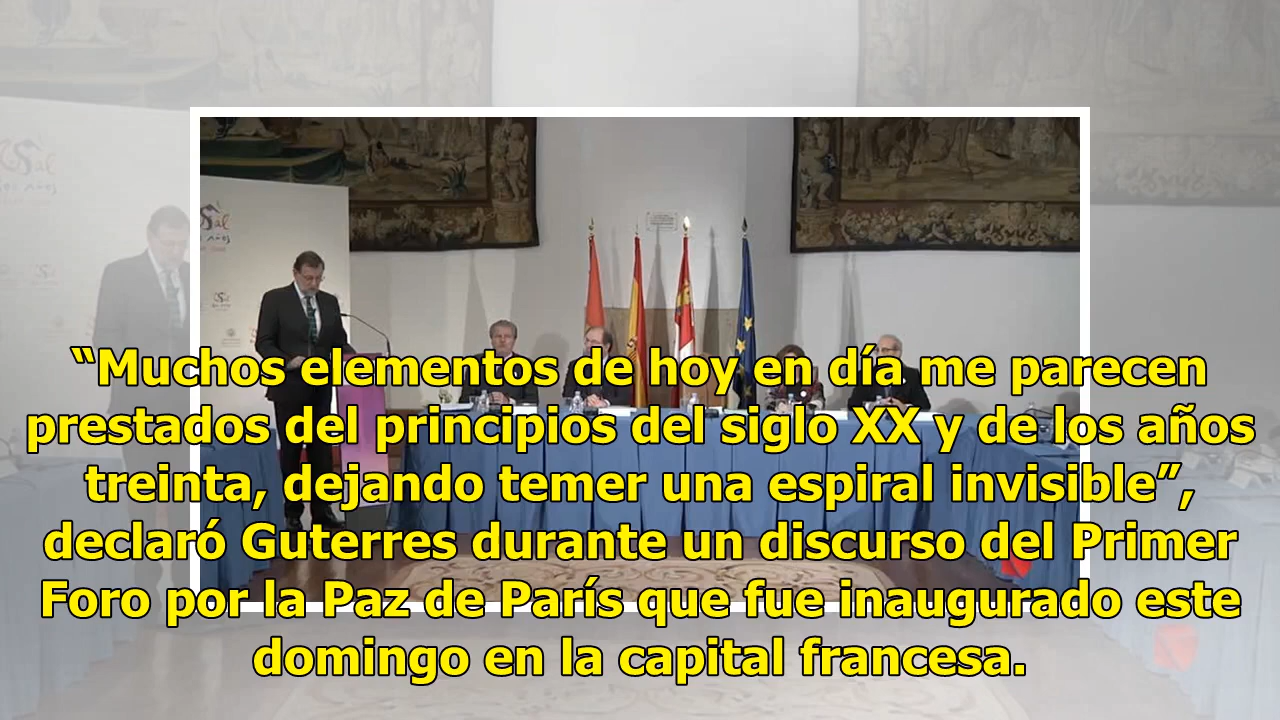 “Muchos elementos de hoy en día me parecen
prestados del principios del siglo XX y de los años
treinta, dejando temer una espiral invisible”,
declaró Guterres durante un discurso del Primer
Foro por la Paz de París que fue inaugurado este
domingo en la capital francesa.